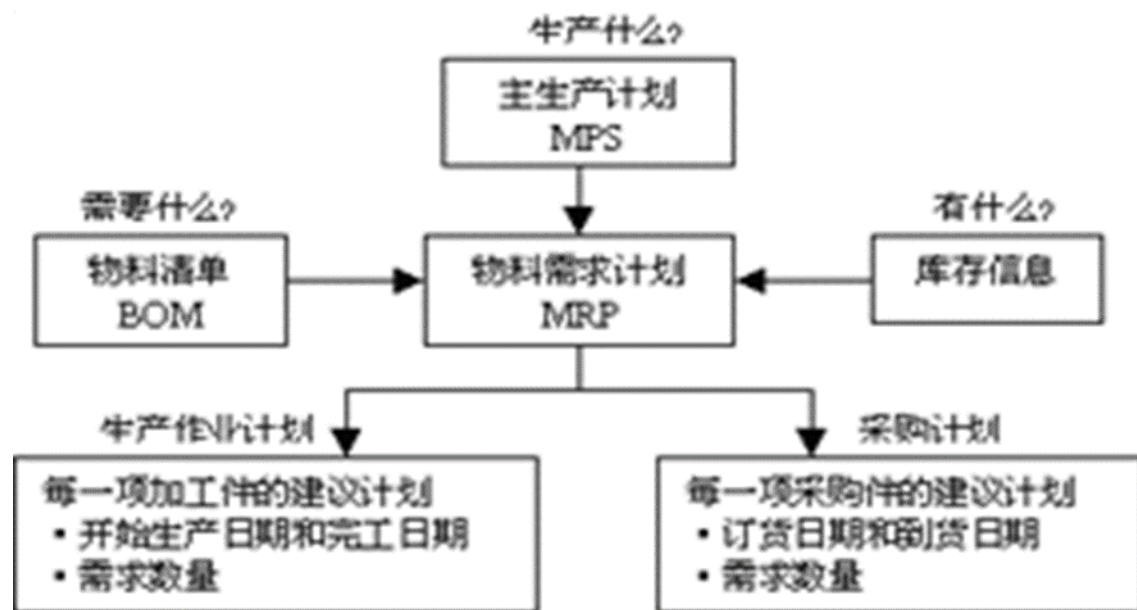 生产什么?
主生产计划
MPS
需要什么?
有什么?
物料清单
BOM
物料需求计划
MRP
库存信息
生产作业计划
采购计划
每一项加工件的建议计划
·开始生产日期和完工日期
·需求数量
每一项采购件的建议计划
·订货日期和到货日期
·需求数量